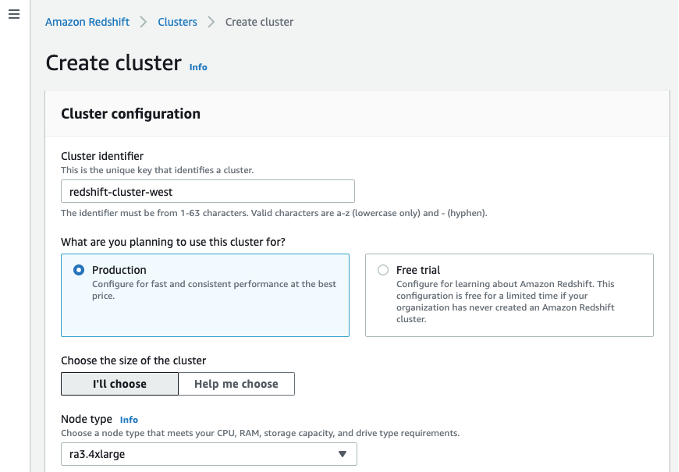 Amazon Redshift > Clusters > Create cluster
Create cluster Info
Cluster configuration
Cluster identifier
This is the unique key that identifies a cluster.
redshift-cluster-west
The identifier must be from 1-63 characters. Valid characters are a-z (lowercase only) and - (hyphen).
What are you planning to use this cluster for?
Production
Configure for fast and consistent performance at the best
price.
Free trial
Configure for learning about Amazon Redshift. This
configuration is free for a limited time if your
organization has never created an Amazon Redshift
cluster.
Choose the size of the cluster
I'll choose Help me choose
Node type Info
Choose a node type that meets your CPU, RAM, storage capacity, and drive type requirements.
ra3.4xlarge